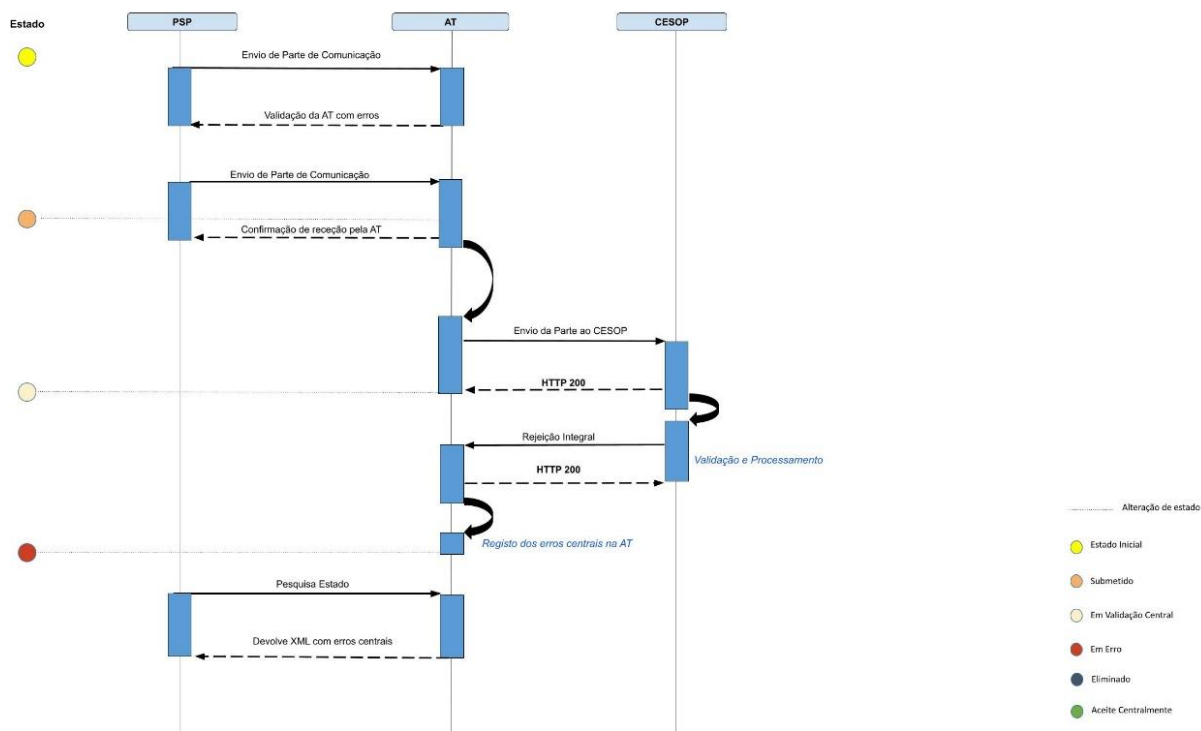 Estado
PSP
AT
CESOP
Envio de Parte de Comunicação
Validação da AT com erros
Envio de Parte de Comunicação
Confirmação de receção pela AT
Envio da Parte ao CESOP
HTTP 200
Rejeição Integral
Validação e Processamento
HTTP 200
Registo dos erros centrais na AT
Pesquisa Estado
Devolve XML com erros centrais
Alteração de estado
Estado Inicial
Submetido
Em Validação Central
Em Erro
Eliminado
Aceite Centralmente